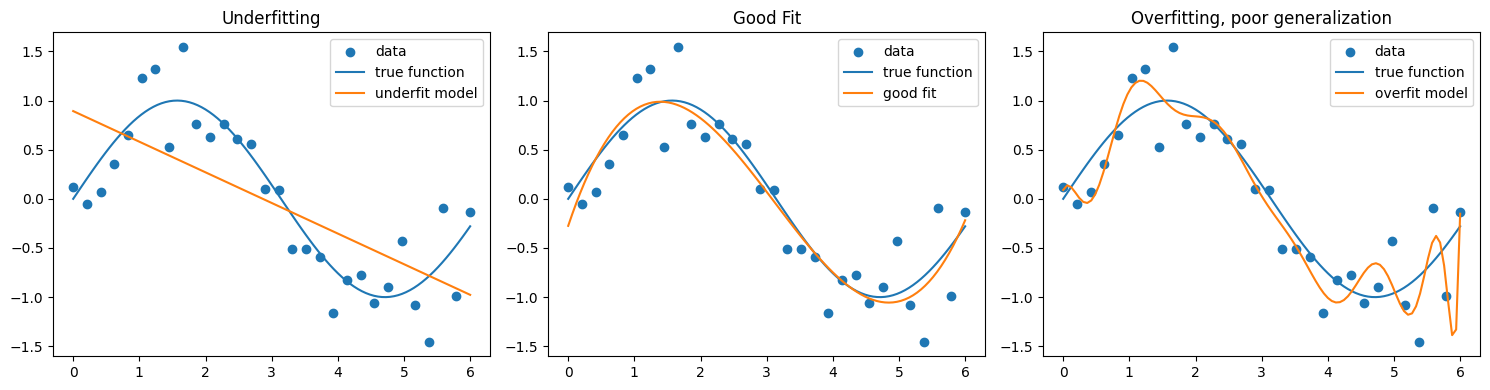 Underfitting
data
true function
underfit model
1.5
1.0
0.5
0.0
−0.5
−1.0
−1.5
0 1 2 3 4 5 6
Good Fit
data
true function
good fit
1.5
1.0
0.5
0.0
−0.5
−1.0
−1.5
0 1 2 3 4 5 6
Overfitting, poor generalization
data
true function
overfit model
1.5
1.0
0.5
0.0
−0.5
−1.0
−1.5
0 1 2 3 4 5 6